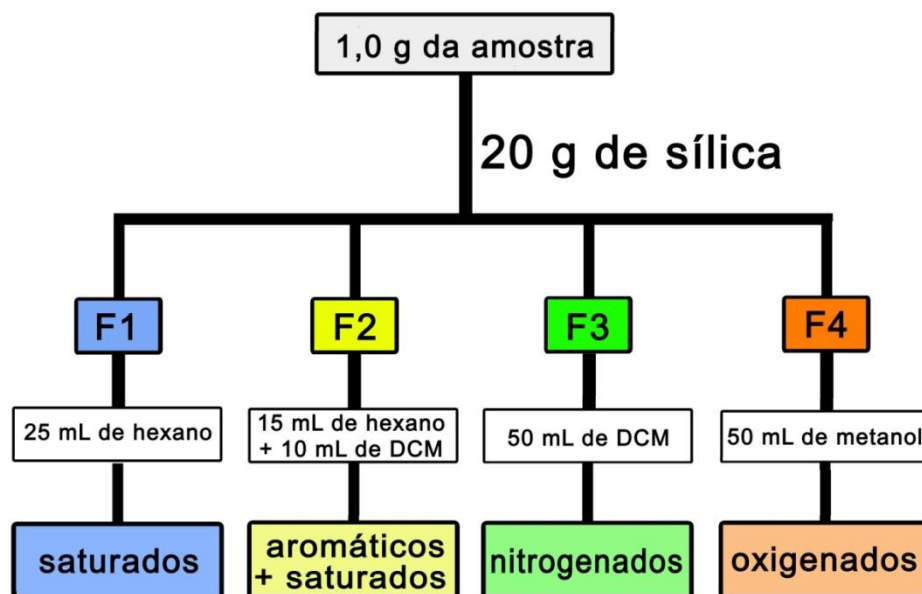 1,0 g da amostra
20 g de sílica
F1
F2
F3
F4
25 mL de hexano
15 mL de hexano
+ 10 mL de DCM
50 mL de DCM
50 mL de metanol
saturados
aromáticos
+ saturados
nitrogenados
oxigenados